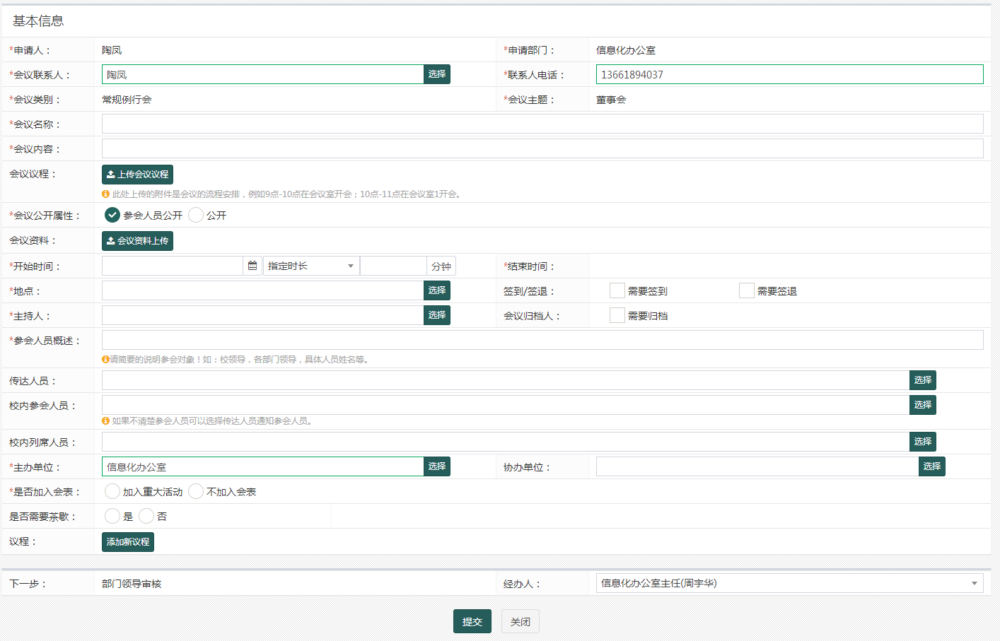 基本信息
*申请人： 陶凤 *申请部门： 信息化办公室
*会议联系人： 陶凤 选择 *联系人电话： 13661894037
*会议类别： 常规例行会 *会议主题： 董事会
*会议名称：
*会议内容：
会议议程： 上传会议议程
此处上传的附件是会议的流程安排，例如9点-10点在会议室开会；10点-11点在会议室1开会。
*会议公开属性： 参会人员公开 公开
会议资料： 会议资料上传
*开始时间： 指定时长 分钟 *结束时间：
*地点： 选择 签到/签退： 需要签到 需要签退
*主持人： 选择 会议归档人： 需要归档
*参会人员概述：
请简要的说明参会对象！如：校领导，各部门领导，具体人员姓名等。
传达人员： 选择
校内参会人员： 选择
如果不清楚参会人员可以选择传达人员通知参会人员。
校内列席人员： 选择
*主办单位： 信息化办公室 选择 协办单位： 选择
*是否加入会表： 加入重大活动 不加入会表
是否需要茶歇： 是 否
议程： 添加新议程
下一步： 部门领导审核 经办人： 信息化办公室主任(周宇华)
提交 关闭